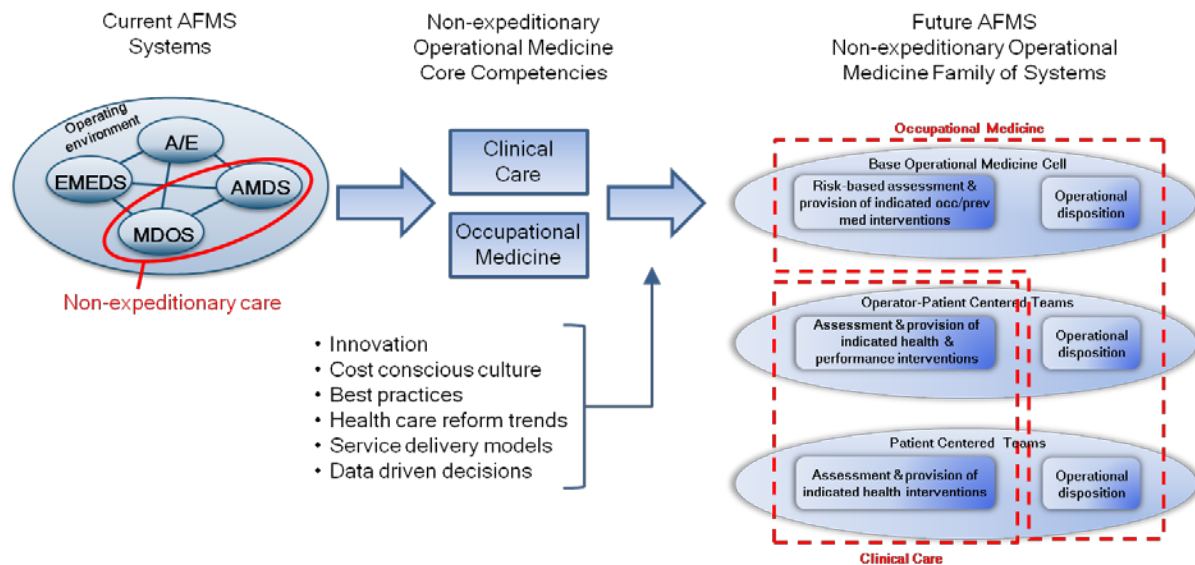 Current AFMS
Systems
Operating
environment
A/E
EMEDS
AMDS
MDOS
Non-expeditionary care
Non-expeditionary
Operational Medicine
Core Competencies
Clinical
Care
Occupational
Medicine
• Innovation
• Cost conscious culture
• Best practices
• Health care reform trends
• Service delivery models
• Data driven decisions
Future AFMS
Non-expeditionary Operational
Medicine Family of Systems
Occupational Medicine
Base Operational Medicine Cell
Risk-based assessment &
provision of indicated occ/prev
med interventions
Operational
disposition
Operator-Patient Centered Teams
Assessment & provision of
indicated health &
performance interventions
Operational
disposition
Patient Centered Teams
Assessment & provision of
indicated health interventions
Operational
disposition
Clinical Care